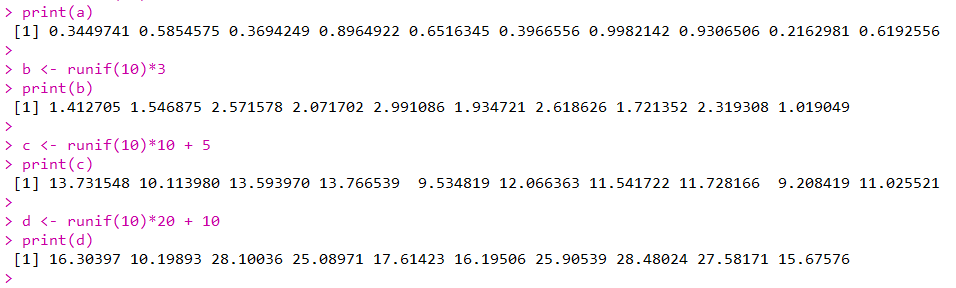 > print(a)
 [1] 0.3449741 0.5854575 0.3694249 0.8964922 0.6516345 0.3966556 0.9982142 0.9306506 0.2162981 0.6192556
>
> b <- runif(10)*3
> print(b)
 [1] 1.412705 1.546875 2.571578 2.071702 2.991086 1.934721 2.618626 1.721352 2.319308 1.019049
>
> c <- runif(10)*10 + 5
> print(c)
 [1] 13.731548 10.113980 13.593970 13.766539  9.534819 12.066363 11.541722 11.728166  9.208419 11.025521
>
> d <- runif(10)*20 + 10
> print(d)
 [1] 16.30397 10.19893 28.10036 25.08971 17.61423 16.19506 25.90539 28.48024 27.58171 15.67576
>